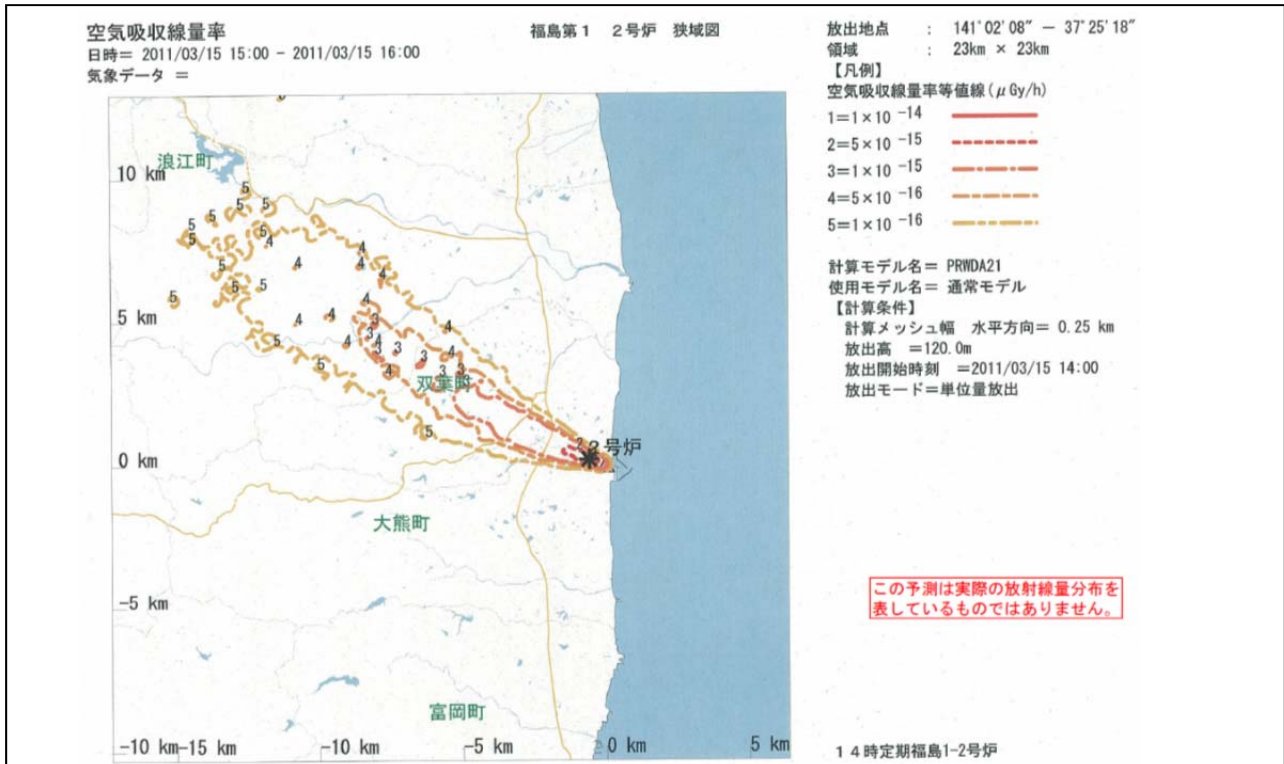 空気吸収線量率
日時= 2011/03/15 15:00 - 2011/03/15 16:00
気象データ =
福島第1 2号炉 狭域図
放出地点 : 141°02'08" - 37°25'18"
領域 : 23km × 23km
【凡例】
空気吸収線量率等値線(μGy/h)
1=1×10 -14
2=5×10 -15
3=1×10 -15
4=5×10 -16
5=1×10 -16
計算モデル名= PRWDA21
使用モデル名= 通常モデル
【計算条件】
計算メッシュ幅 水平方向= 0.25 km
放出高 =120.0m
放出開始時刻 =2011/03/15 14:00
放出モード=単位量放出
この予測は実際の放射線量分布を
表しているものではありません。
14時定期福島1-2号炉
浪江町
10 km
5 km
双葉町
2号炉
0 km
大熊町
-5 km
富岡町
-10 km
-15 km
-10 km
-5 km
0 km
5 km